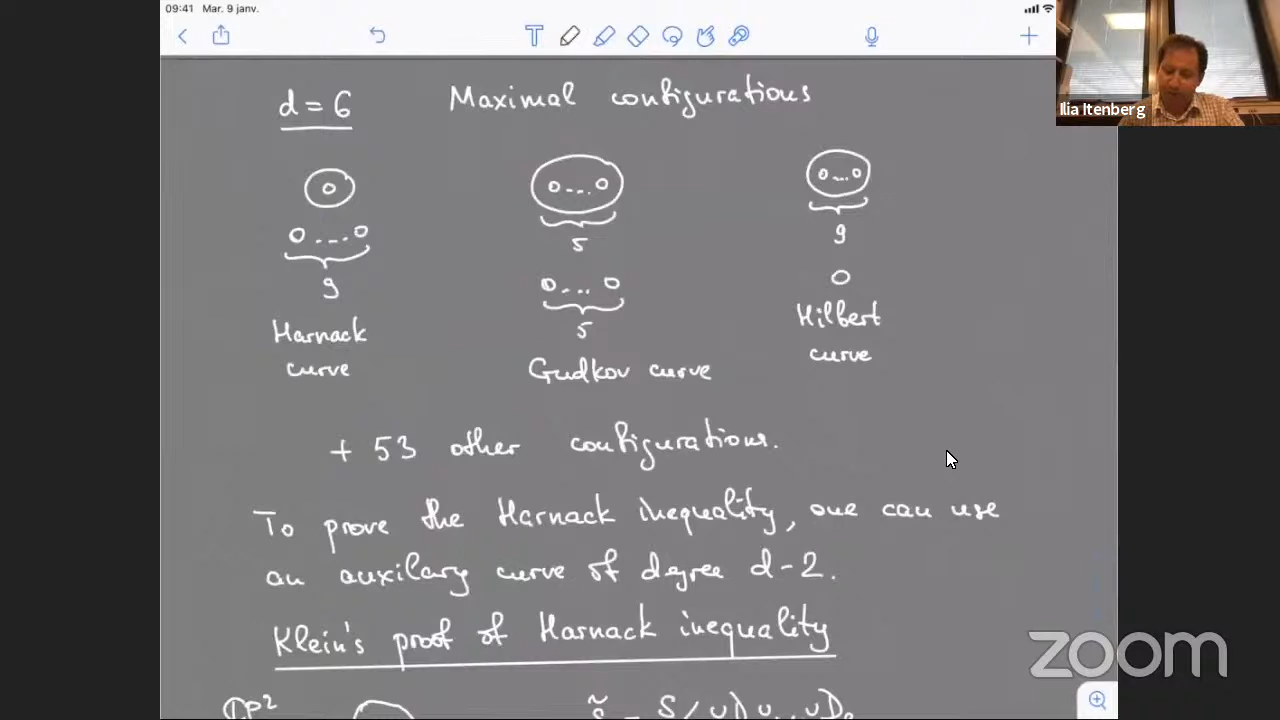 09:41 Mar. 9 janv.
Ilia Itenberg
d = 6 Maximal configurations
o
o....o
9
Harnack
curve
o-...o
5
o-...o
5
Gudkov curve
o...o
9
o
Hilbert
curve
+ 53 other configurations.
To prove the Harnack inequality, one can use
an auxilary curve of degree d-2.
Klein's proof of Harnack inequality
zoom